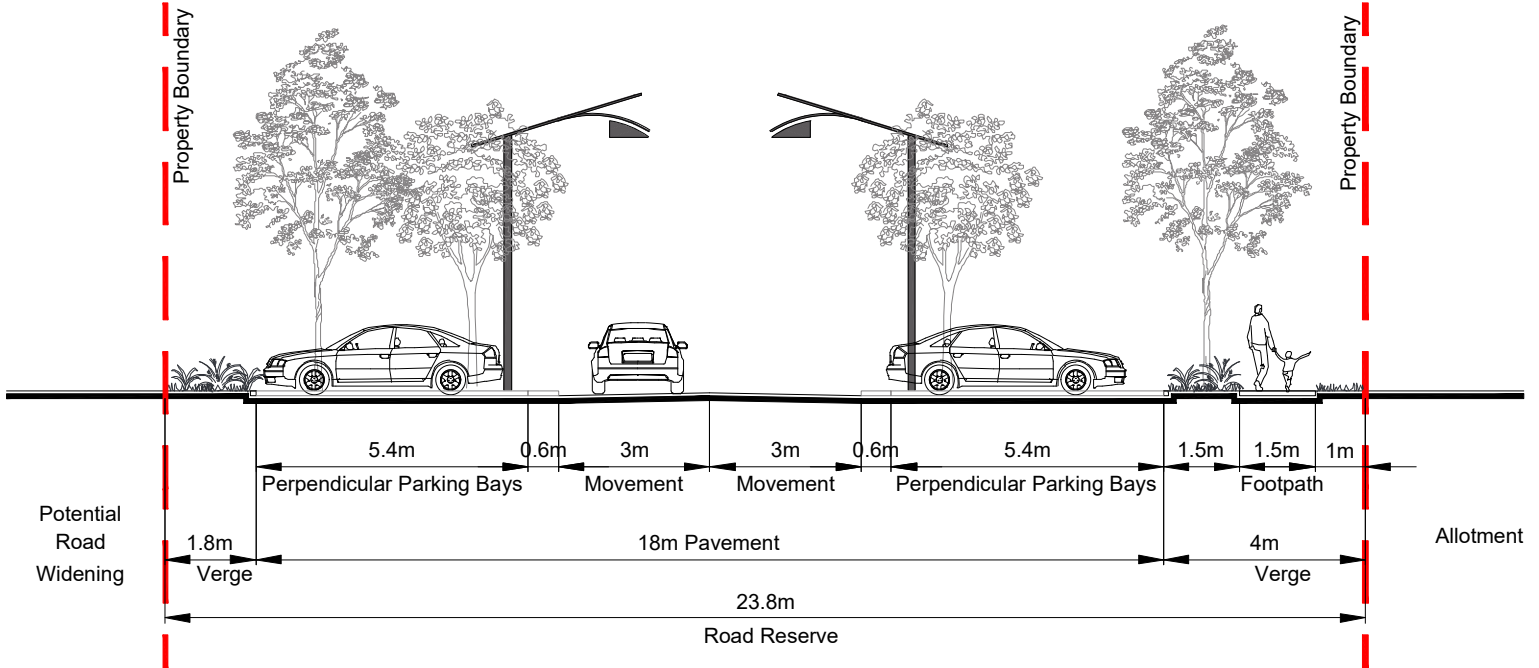 Property Boundary
Property Boundary
5.4m
0.6m
3m
3m
0.6m
5.4m
1.5m
1.5m
1m
Perpendicular Parking Bays
Movement
Movement
Perpendicular Parking Bays
Footpath
Potential
Road
Widening
1.8m
Verge
18m Pavement
4m
Verge
Allotment
23.8m
Road Reserve